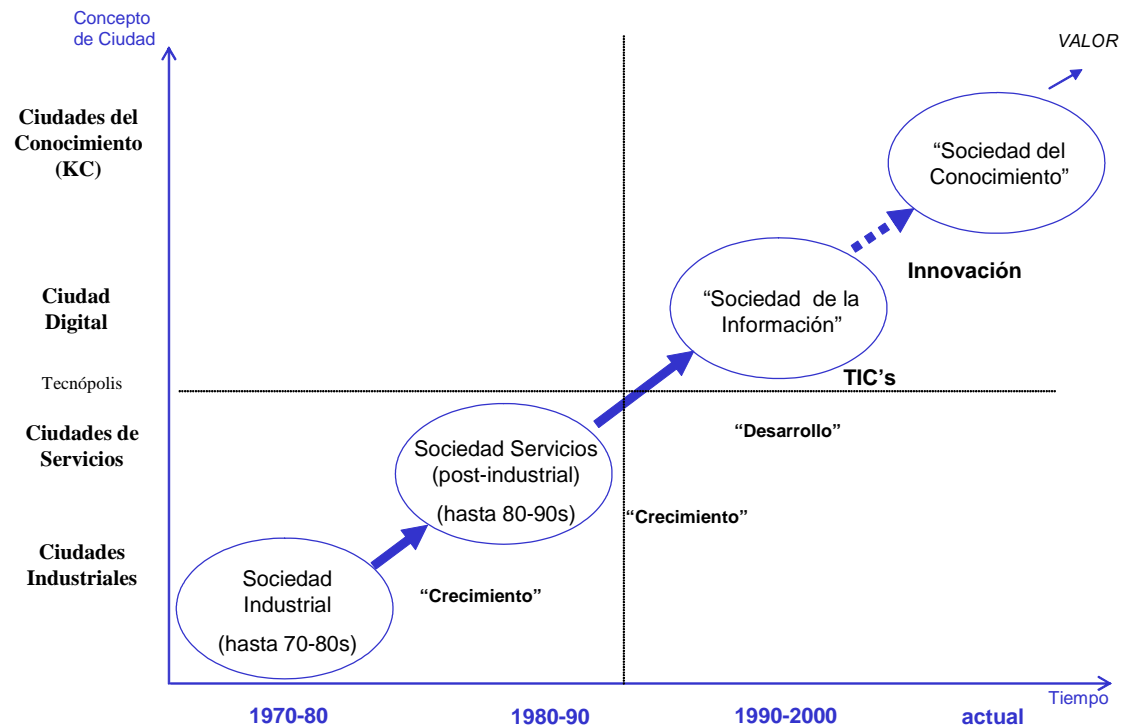 Concepto
de Ciudad
VALOR
Ciudades del
Conocimiento
(KC)
“Sociedad del
Conocimiento”
Innovación
Ciudad
Digital
“Sociedad de la
Información”
Tecnópolis
TIC’s
Ciudades de
Servicios
Sociedad Servicios
(post-industrial)
(hasta 80-90s)
“Desarrollo”
“Crecimiento”
Ciudades
Industriales
Sociedad
Industrial
(hasta 70-80s)
“Crecimiento”
Tiempo
1970-80
1980-90
1990-2000
actual